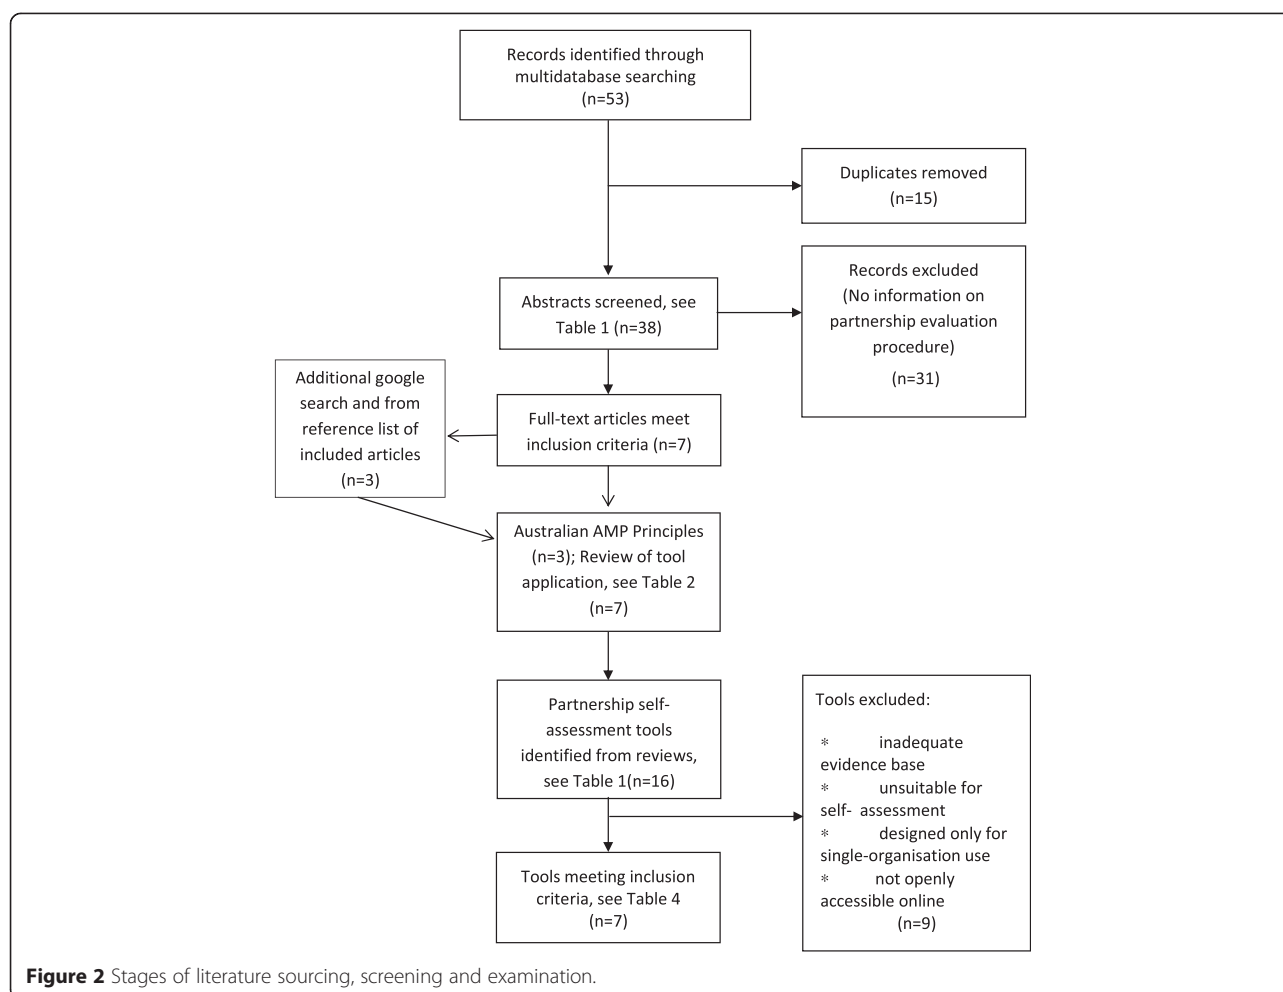 Records identified through
multidatabase searching
(n=53)
Duplicates removed
(n=15)
Records excluded
(No information on
partnership evaluation
procedure)
(n=31)
Abstracts screened, see
Table 1 (n=38)
Additional google
search and from
reference list of
included articles
(n=3)
Full-text articles meet
inclusion criteria (n=7)
Australian AMP Principles
(n=3); Review of tool
application, see Table 2
(n=7)
Partnership self-
assessment tools
identified from reviews,
see Table 1(n=16)
Tools excluded:
* inadequate
evidence base
* unsuitable for
self- assessment
* designed only for
single-organisation use
* not openly
accessible online
(n=9)
Tools meeting inclusion
criteria, see Table 4
(n=7)
Figure 2 Stages of literature sourcing, screening and examination.